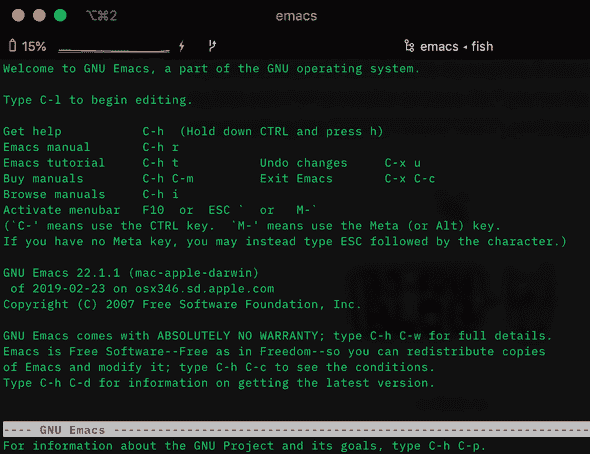 ⌥⌘2 emacs
15% emacs ◂ fish
Welcome to GNU Emacs, a part of the GNU operating system.
Type C-l to begin editing.
Get help C-h (Hold down CTRL and press h)
Emacs manual C-h r
Emacs tutorial C-h t Undo changes C-x u
Buy manuals C-h C-m Exit Emacs C-x C-c
Browse manuals C-h i
Activate menubar F10 or ESC ` or M-`
(`C-' means use the CTRL key. `M-' means use the Meta (or Alt) key.
If you have no Meta key, you may instead type ESC followed by the character.)
GNU Emacs 22.1.1 (mac-apple-darwin)
of 2019-02-23 on osx346.sd.apple.com
Copyright (C) 2007 Free Software Foundation, Inc.
GNU Emacs comes with ABSOLUTELY NO WARRANTY; type C-h C-w for full details.
Emacs is Free Software--Free as in Freedom--so you can redistribute copies
of Emacs and modify it; type C-h C-c to see the conditions.
Type C-h C-d for information on getting the latest version.
---- GNU Emacs ----------------------------------------------------------------
For information about the GNU Project and its goals, type C-h C-p.